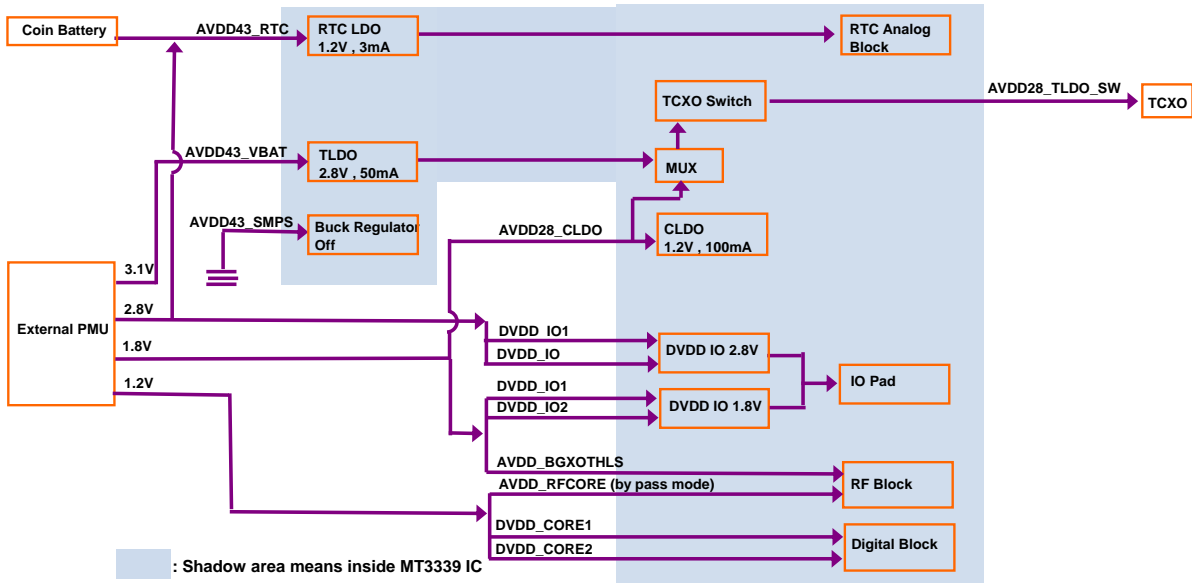 Coin Battery
AVDD43_RTC
RTC LDO
1.2V , 3mA
RTC Analog
Block
TCXO Switch
AVDD28_TLDO_SW
TCXO
AVDD43_VBAT
TLDO
2.8V , 50mA
MUX
AVDD43_SMPS
Buck Regulator
Off
AVDD28_CLDO
CLDO
1.2V , 100mA
External PMU
3.1V
2.8V
1.8V
1.2V
DVDD_IO1
DVDD_IO
DVDD IO 2.8V
DVDD_IO1
DVDD_IO2
DVDD IO 1.8V
IO Pad
AVDD_BGXOTHLS
AVDD_RFCORE (by pass mode)
RF Block
DVDD_CORE1
DVDD_CORE2
Digital Block
: Shadow area means inside MT3339 IC